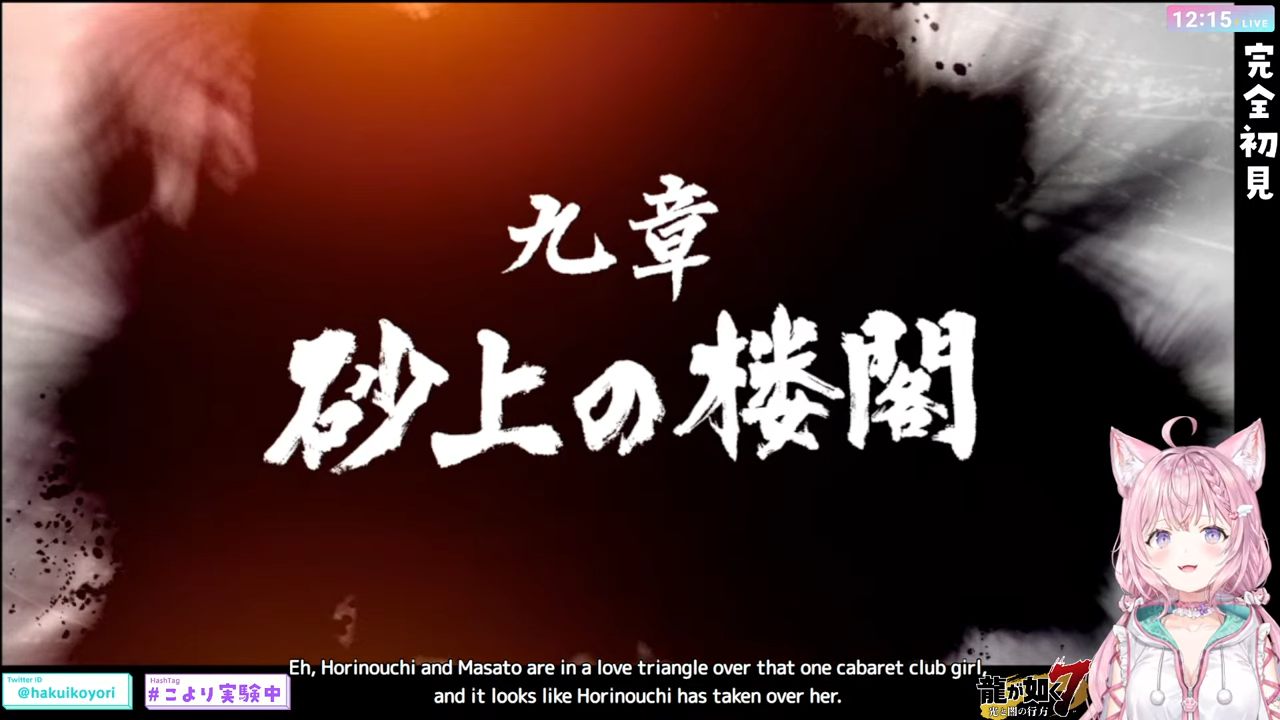 12:15 LIVE
完全初見
九章
砂上の楼閣
Eh, Horinouchi and Masato are in a love triangle over that one cabaret club girl,
and it looks like Horinouchi has taken over her.
Twitter ID
@hakuikoyori
HashTag
#こより実験中
龍が如く7
光と闇の行方